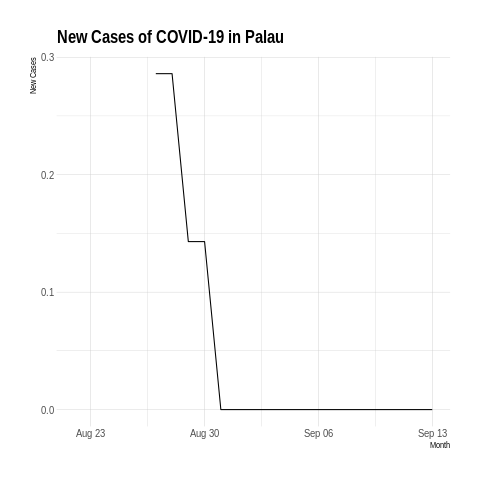 New Cases of COVID-19 in Palau
New Cases
0.3
0.2
0.1
0.0
Aug 23 Aug 30 Sep 06 Sep 13
Month